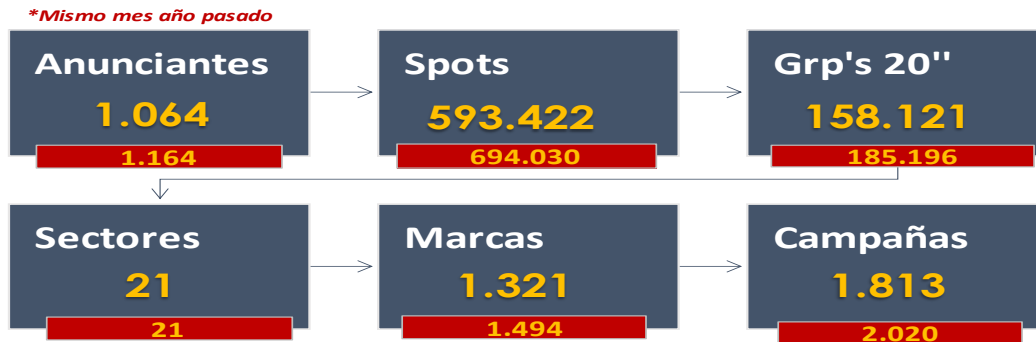 *Mismo mes año pasado
Anunciantes
1.064
1.164
Spots
593.422
694.030
Grp's 20''
158.121
185.196
Sectores
21
21
Marcas
1.321
1.494
Campañas
1.813
2.020